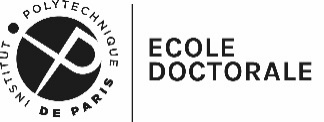 INSTITUT POLYTECHNIQUE DE PARIS
ECOLE
DOCTORALE